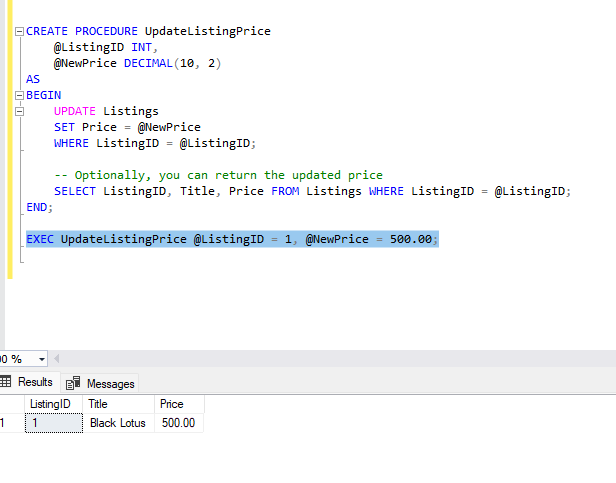 CREATE PROCEDURE UpdateListingPrice
@ListingID INT,
@NewPrice DECIMAL(10, 2)
AS
BEGIN
UPDATE Listings
SET Price = @NewPrice
WHERE ListingID = @ListingID;
-- Optionally, you can return the updated price
SELECT ListingID, Title, Price FROM Listings WHERE ListingID = @ListingID;
END;
EXEC UpdateListingPrice @ListingID = 1, @NewPrice = 500.00;
00 %
Results Messages
ListingID Title Price
1 1 Black Lotus 500.00